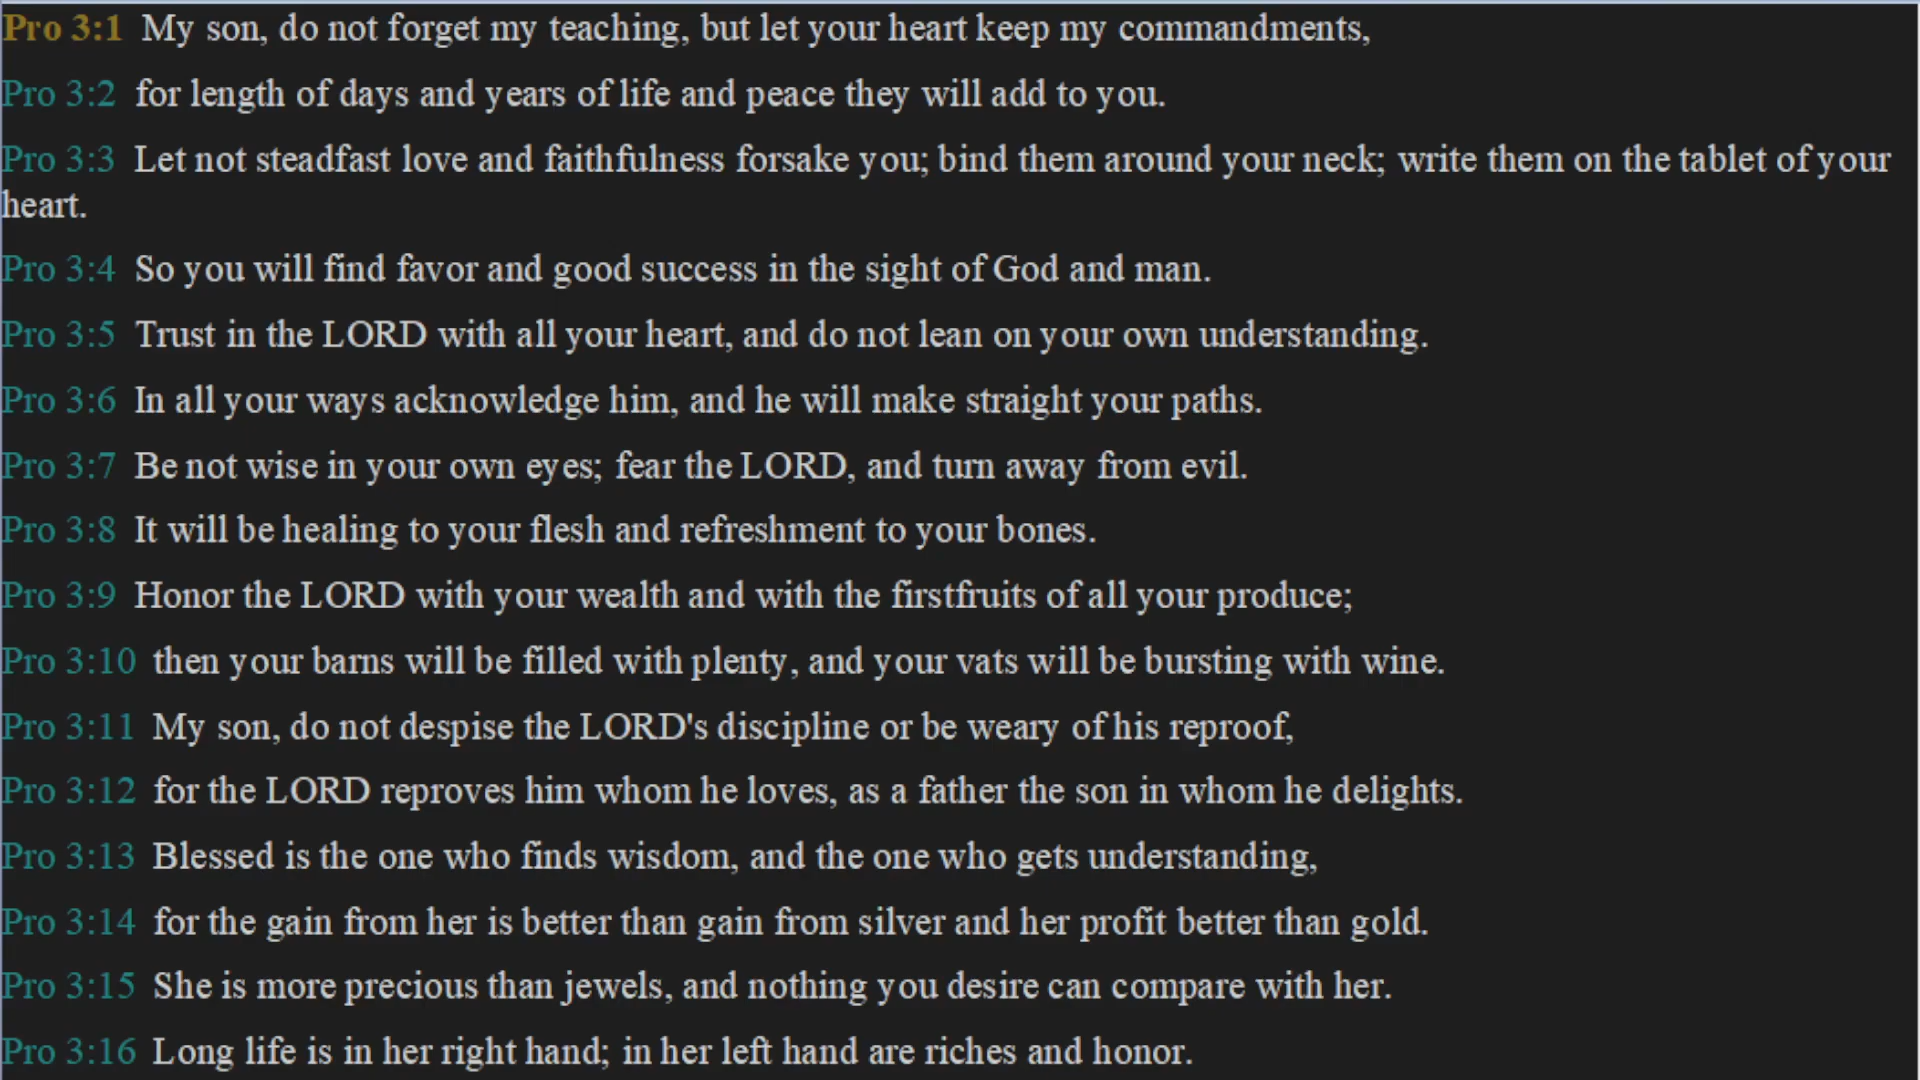 Pro 3:1 My son, do not forget my teaching, but let your heart keep my commandments,
Pro 3:2 for length of days and years of life and peace they will add to you.
Pro 3:3 Let not steadfast love and faithfulness forsake you; bind them around your neck; write them on the tablet of your
heart.
Pro 3:4 So you will find favor and good success in the sight of God and man.
Pro 3:5 Trust in the LORD with all your heart, and do not lean on your own understanding.
Pro 3:6 In all your ways acknowledge him, and he will make straight your paths.
Pro 3:7 Be not wise in your own eyes; fear the LORD, and turn away from evil.
Pro 3:8 It will be healing to your flesh and refreshment to your bones.
Pro 3:9 Honor the LORD with your wealth and with the firstfruits of all your produce;
Pro 3:10 then your barns will be filled with plenty, and your vats will be bursting with wine.
Pro 3:11 My son, do not despise the LORD's discipline or be weary of his reproof,
Pro 3:12 for the LORD reproves him whom he loves, as a father the son in whom he delights.
Pro 3:13 Blessed is the one who finds wisdom, and the one who gets understanding,
Pro 3:14 for the gain from her is better than gain from silver and her profit better than gold.
Pro 3:15 She is more precious than jewels, and nothing you desire can compare with her.
Pro 3:16 Long life is in her right hand; in her left hand are riches and honor.